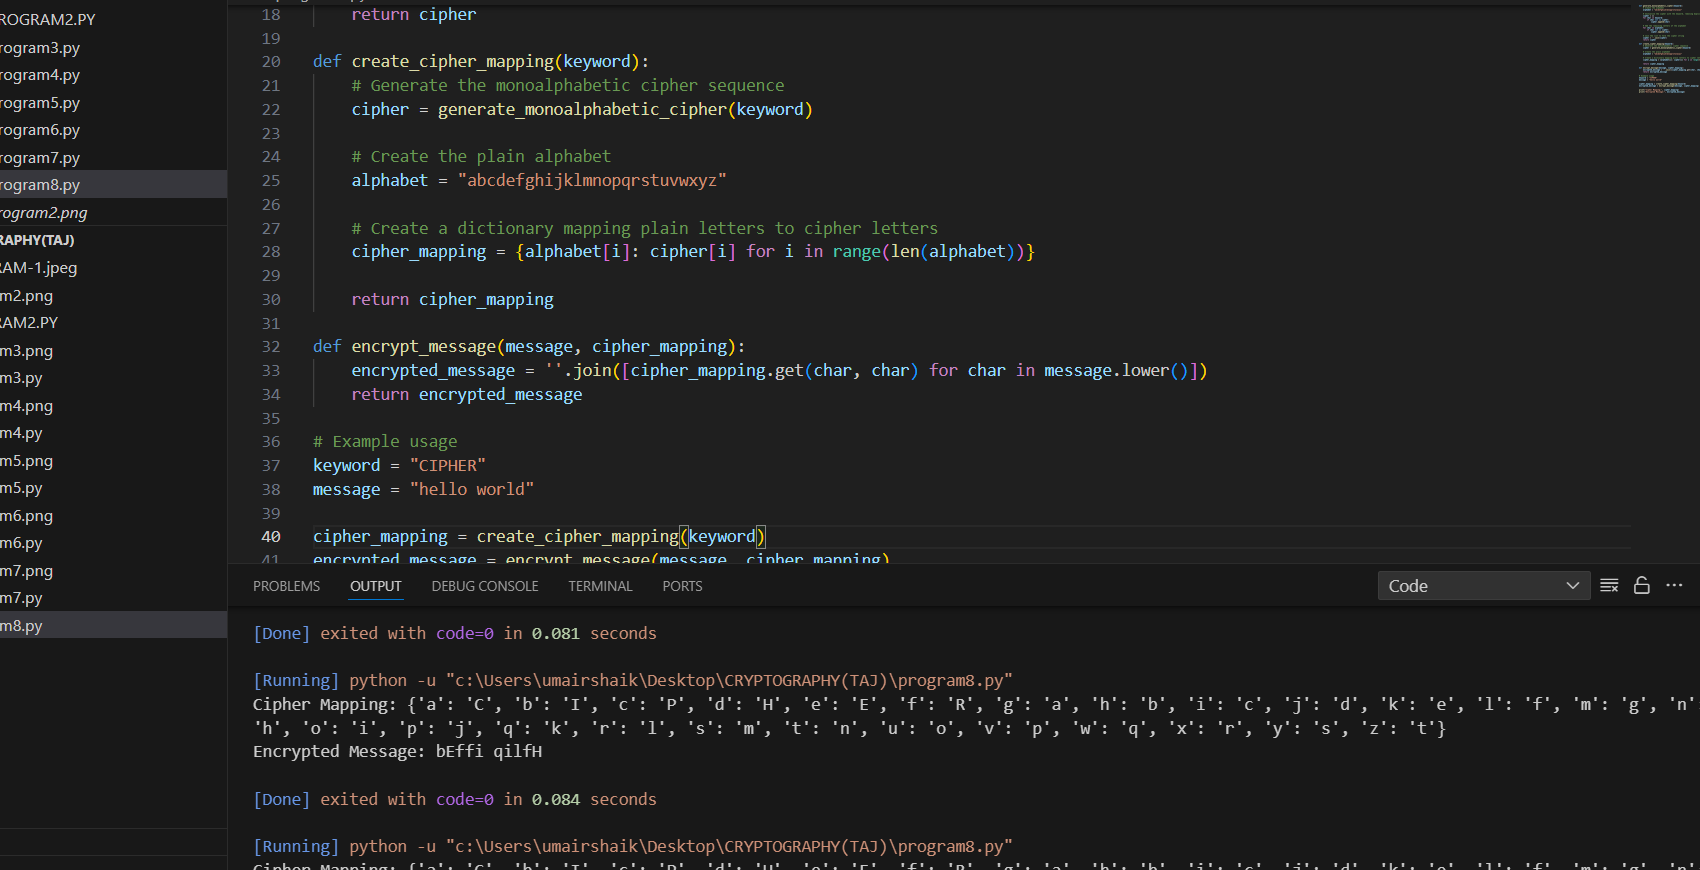 ROGRAM2.PY
rogram3.py
rogram4.py
rogram5.py
rogram6.py
rogram7.py
rogram8.py
rogram2.png
RAPHY(TAJ)
RAM-1.jpeg
m2.png
RAM2.PY
m3.png
m3.py
m4.png
m4.py
m5.png
m5.py
m6.png
m6.py
m7.png
m7.py
m8.py
18 return cipher
19
20 def create_cipher_mapping(keyword):
21 # Generate the monoalphabetic cipher sequence
22 cipher = generate_monoalphabetic_cipher(keyword)
23
24 # Create the plain alphabet
25 alphabet = "abcdefghijklmnopqrstuvwxyz"
26
27 # Create a dictionary mapping plain letters to cipher letters
28 cipher_mapping = {alphabet[i]: cipher[i] for i in range(len(alphabet))}
29
30 return cipher_mapping
31
32 def encrypt_message(message, cipher_mapping):
33 encrypted_message = ''.join([cipher_mapping.get(char, char) for char in message.lower()])
34 return encrypted_message
35
36 # Example usage
37 keyword = "CIPHER"
38 message = "hello world"
39
40 cipher_mapping = create_cipher_mapping(keyword)
41 encrypted_message = encrypt_message(message, cipher_mapping)
PROBLEMS OUTPUT DEBUG CONSOLE TERMINAL PORTS Code
[Done] exited with code=0 in 0.081 seconds
[Running] python -u "c:\Users\umairshaik\Desktop\CRYPTOGRAPHY(TAJ)\program8.py"
Cipher Mapping: {'a': 'C', 'b': 'I', 'c': 'P', 'd': 'H', 'e': 'E', 'f': 'R', 'g': 'a', 'h': 'b', 'i': 'c', 'j': 'd', 'k': 'e', 'l': 'f', 'm': 'g', 'n'
'h', 'o': 'i', 'p': 'j', 'q': 'k', 'r': 'l', 's': 'm', 't': 'n', 'u': 'o', 'v': 'p', 'w': 'q', 'x': 'r', 'y': 's', 'z': 't'}
Encrypted Message: bEffi qilfH
[Done] exited with code=0 in 0.084 seconds
[Running] python -u "c:\Users\umairshaik\Desktop\CRYPTOGRAPHY(TAJ)\program8.py"
Cipher Mapping: {'a': 'C', 'b': 'I', 'c': 'P', 'd': 'H', 'e': 'E', 'f': 'R', 'g': 'a', 'h': 'b', 'i': 'c', 'j': 'd', 'k': 'e', 'l': 'f', 'm': 'g', 'n'